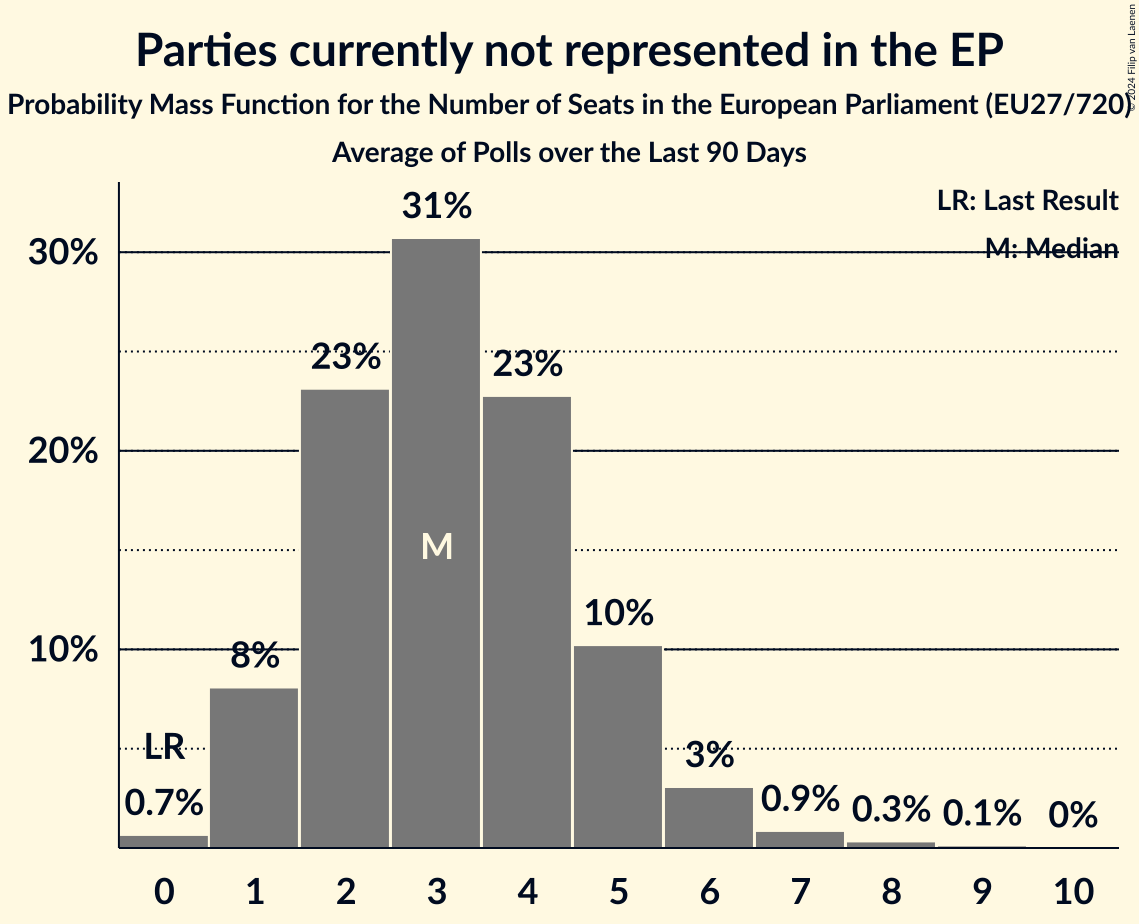 Parties currently not represented in the EP
Probability Mass Function for the Number of Seats in the European Parliament (EU27/720)
Average of Polls over the Last 90 Days
© 2024 Filip van Laenen
LR: Last Result
M: Median
30%
20%
10%
LR
0.7%
8%
23%
31%
M
23%
10%
3%
0.9%
0.3%
0.1%
0%
0 1 2 3 4 5 6 7 8 9 10